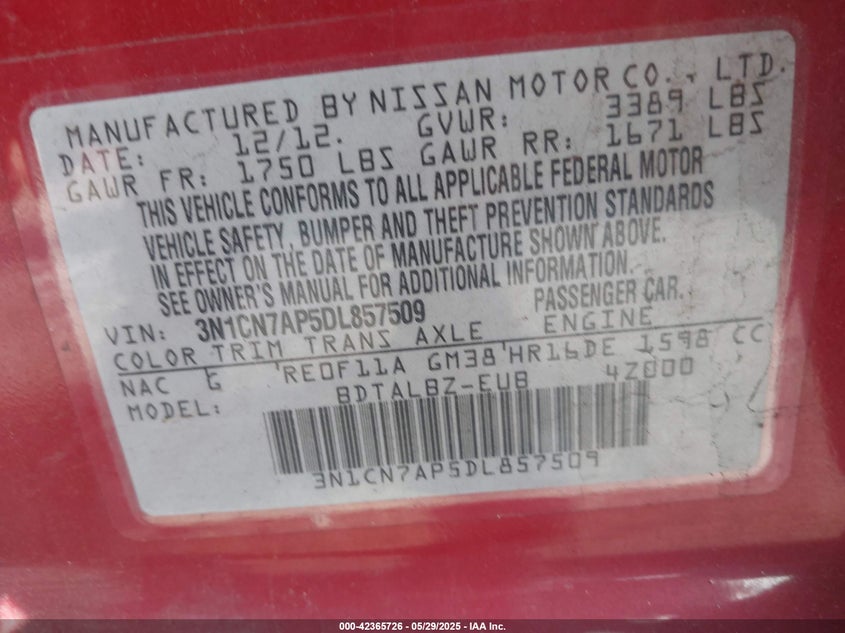 MANUFACTURED BY NISSAN MOTOR CO., LTD.
DATE: 12/12. GVWR: 3389 LBS
GAWR FR: 1750 LBS GAWR RR: 1671 LBS
THIS VEHICLE CONFORMS TO ALL APPLICABLE FEDERAL MOTOR
VEHICLE SAFETY, BUMPER AND THEFT PREVENTION STANDARDS
IN EFFECT ON THE DATE OF MANUFACTURE SHOWN ABOVE.
SEE OWNER'S MANUAL FOR ADDITIONAL INFORMATION.
VIN: 3N1CN7AP5DL857509 PASSENGER CAR.
COLOR TRIM TRANS AXLE ENGINE
NAC G RE0F11A GM38 HR16DE 1598 CC
MODEL: BDTALBZ-EUB 4Z000
3N1CN7AP5DL857509
000-42365726 - 05/29/2025 - IAA Inc.